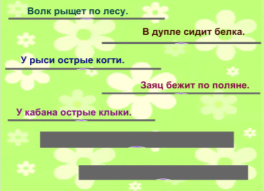 Волк рыщет по лесу.
В дупле сидит белка.
У рыси острые когти.
Заяц бежит по поляне.
У кабана острые клыки.